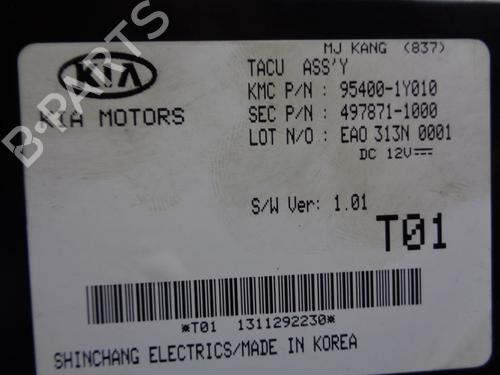 MJ KANG (837)
KIA
KIA MOTORS
TACU ASS'Y
KMC P/N : 95400-1Y010
SEC P/N : 497871-1000
LOT N/O : EAO 313N 0001
DC 12V
S/W Ver: 1.01
T01
*T01 1311292230*
SHINCHANG ELECTRICS/MADE IN KOREA
B-Parts